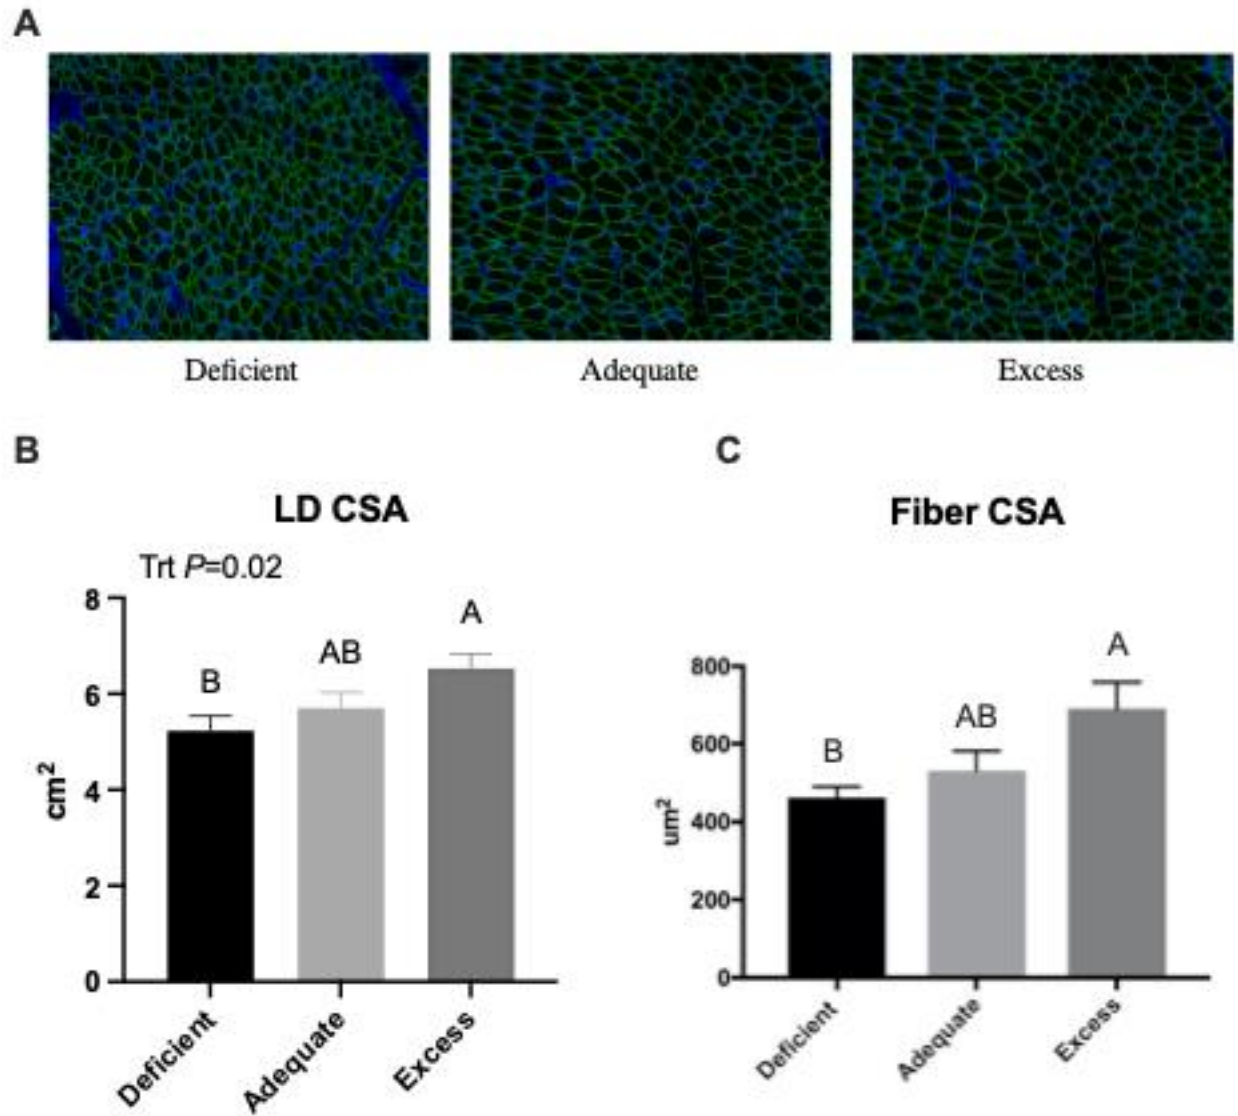 A
Deficient
Adequate
Excess
B
LD CSA
Trt P=0.02
8
6
4
2
0
cm²
B
AB
A
Deficient
Adequate
Excess
C
Fiber CSA
800
600
400
200
0
um²
B
AB
A
Deficient
Adequate
Excess